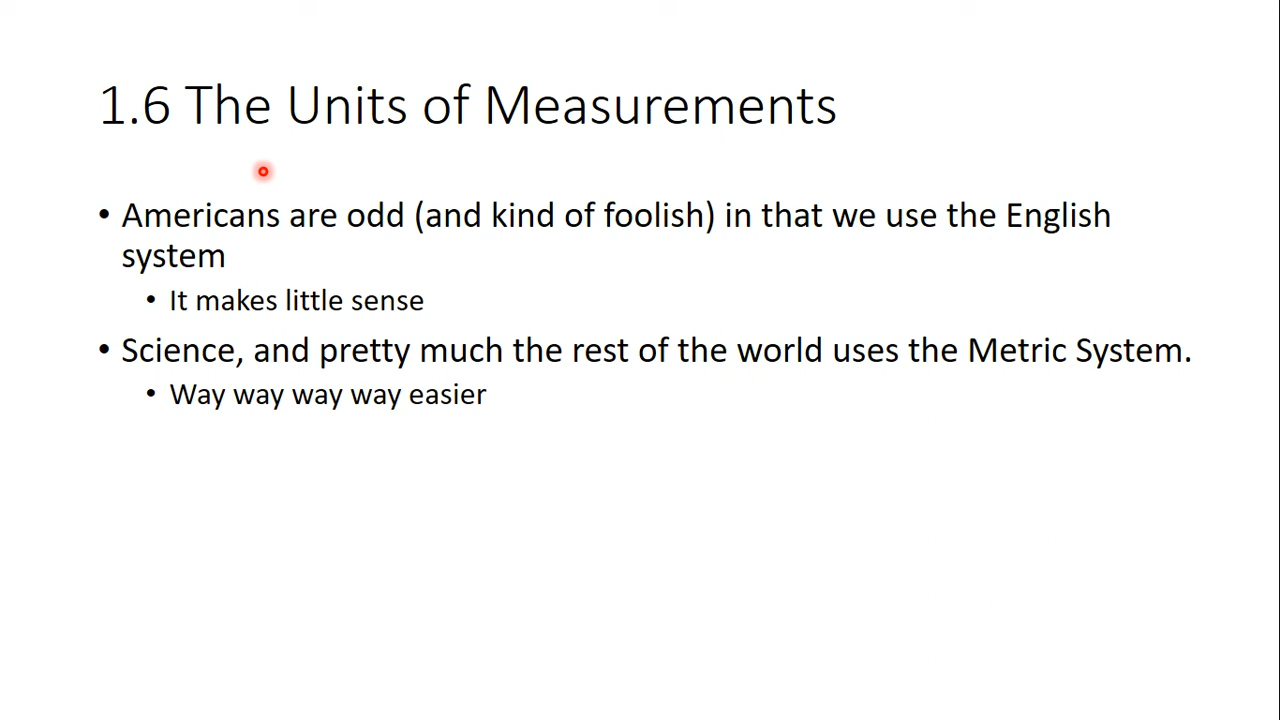 1.6 The Units of Measurements
• Americans are odd (and kind of foolish) in that we use the English
system
• It makes little sense
• Science, and pretty much the rest of the world uses the Metric System.
• Way way way way easier